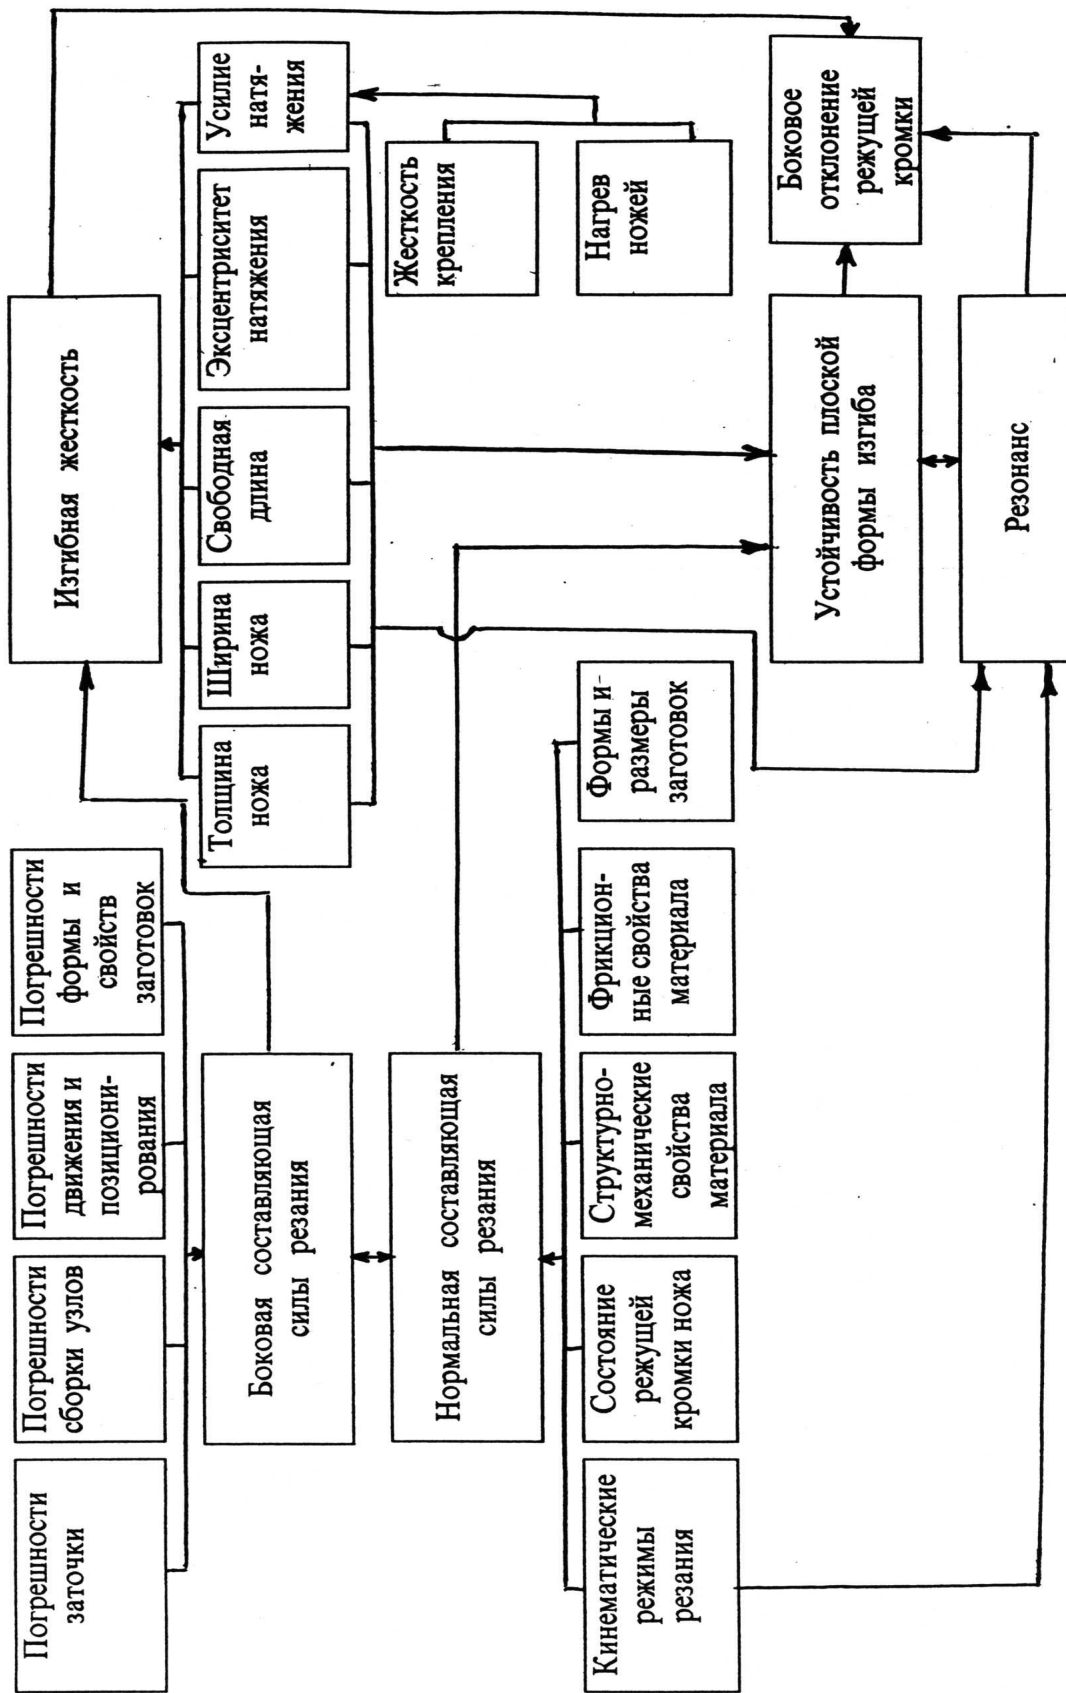 Погрешности
заточки
Погрешности
сборки узлов
Погрешности
движения и
позициони-
рования
Погрешности
формы и
свойств
заготовок
Изгибная жесткость
Боковая составляющая
силы резания
Толщина
ножа
Ширина
ножа
Свободная
длина
Эксцентриситет
натяжения
Усилие
натя-
жения
Нормальная составляющая
силы резания
Жесткость
крепления
Кинематические
режимы
резания
Состояние
режущей
кромки ножа
Структурно-
механические
свойства
материала
Фрикцион-
ные свойства
материала
Формы и
размеры
заготовок
Нагрев
ножей
Устойчивость плоской
формы изгиба
Боковое
отклонение
режущей
кромки
Резонанс